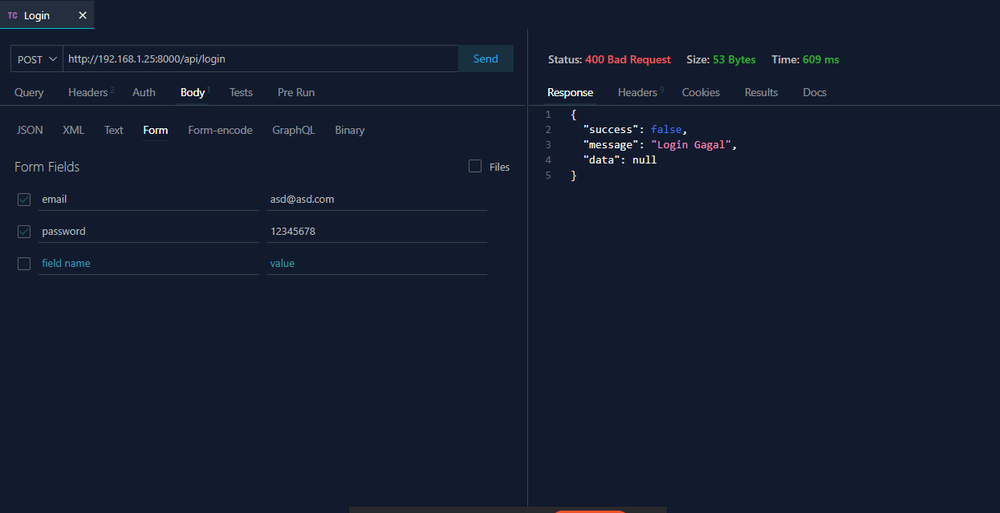 TC Login ✕
POST http://192.168.1.25:8000/api/login Send
Query Headers 2 Auth Body 1 Tests Pre Run
JSON XML Text Form Form-encode GraphQL Binary
Form Fields Files
email asd@asd.com
password 12345678
field name value
Status: 400 Bad Request Size: 53 Bytes Time: 609 ms
Response Headers 9 Cookies Results Docs
1 {
2 "success": false,
3 "message": "Login Gagal",
4 "data": null
5 }